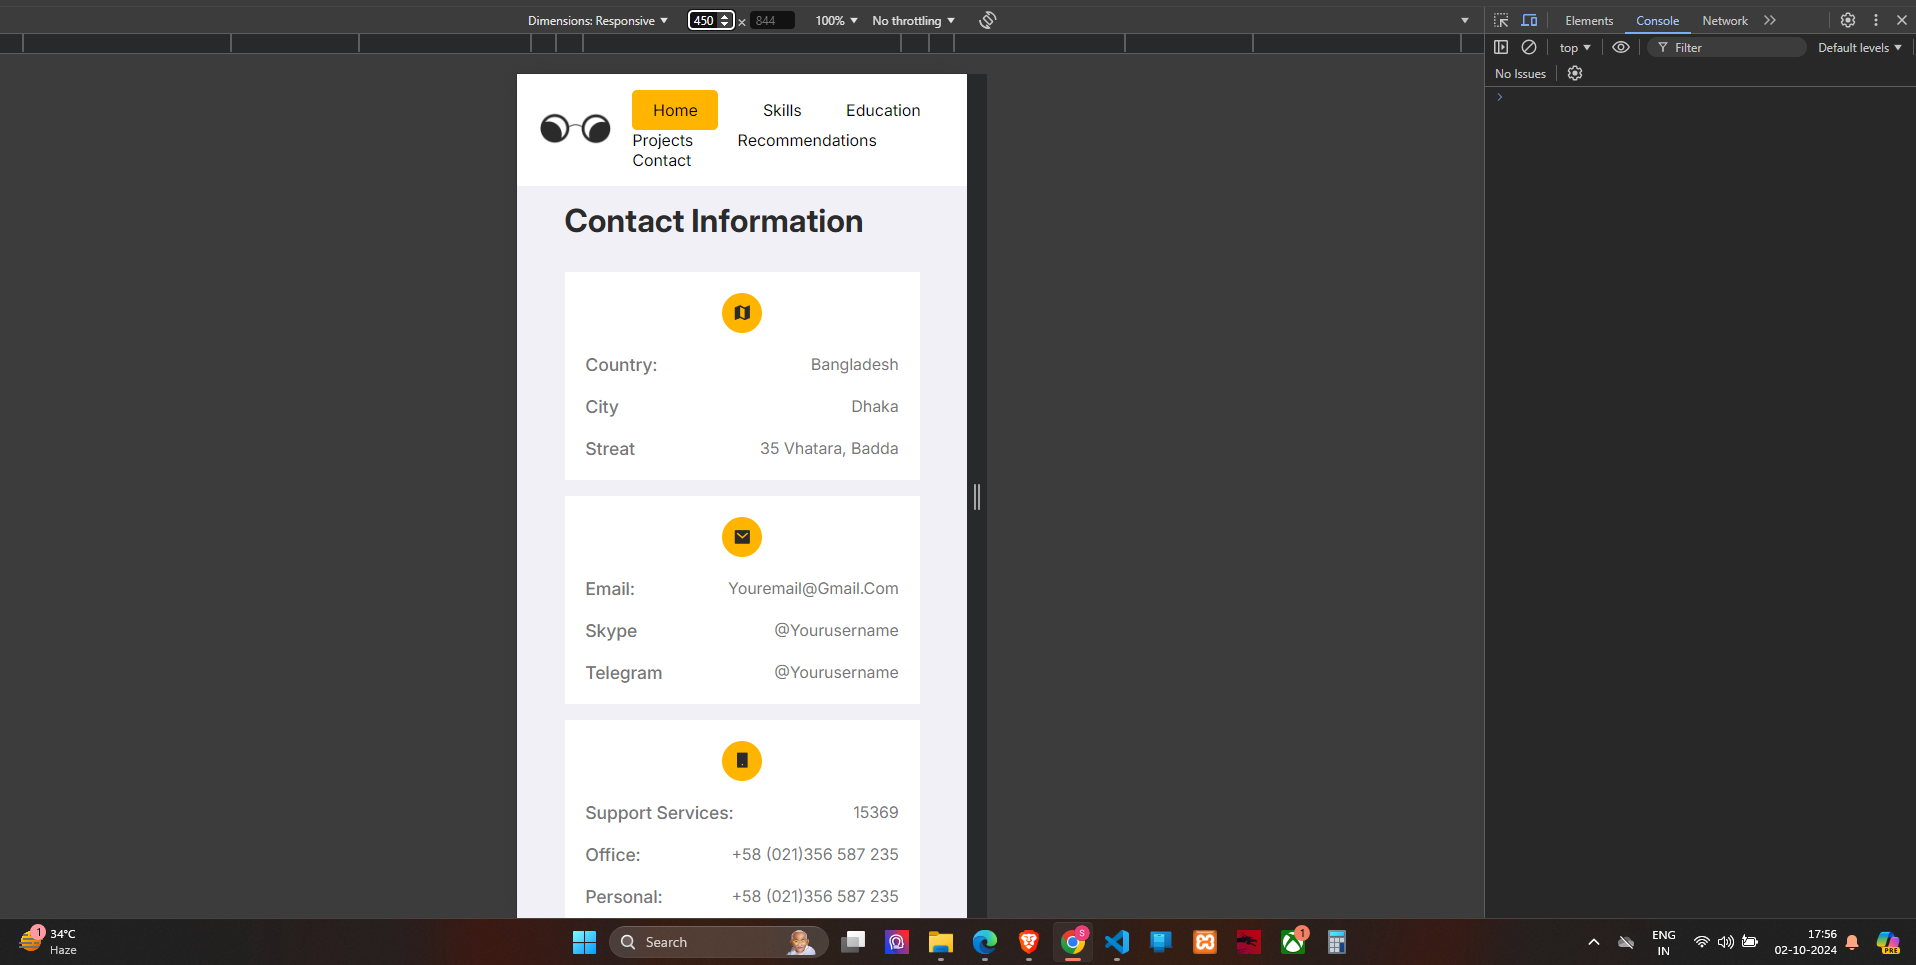 Dimensions: Responsive 450 × 844 100% No throttling
Elements Console Network
top Filter Default levels
No Issues
Home Skills Education
Projects Recommendations
Contact
Contact Information
Country: Bangladesh
City Dhaka
Streat 35 Vhatara, Badda
Email: Youremail@Gmail.Com
Skype @Yourusername
Telegram @Yourusername
Support Services: 15369
Office: +58 (021)356 587 235
Personal: +58 (021)356 587 235
1
34°C
Haze
Search
S
1
ENG
IN
17:56
02-10-2024
PRE